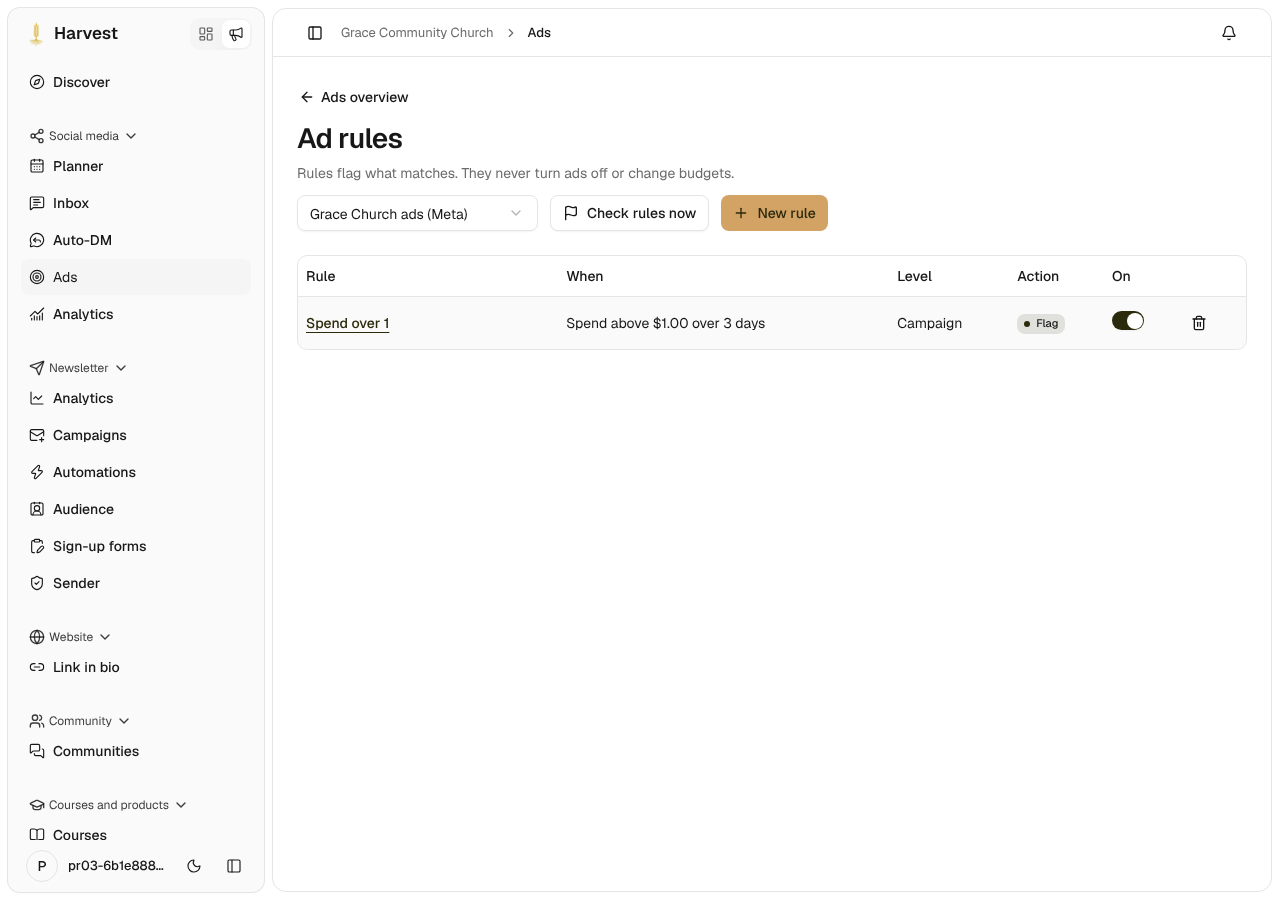 Harvest
Discover
Social media
Planner
Inbox
Auto-DM
Ads
Analytics
Newsletter
Analytics
Campaigns
Automations
Audience
Sign-up forms
Sender
Website
Link in bio
Community
Communities
Courses and products
Courses
P pr03-6b1e888...
Grace Community Church > Ads
Ads overview
Ad rules
Rules flag what matches. They never turn ads off or change budgets.
Grace Church ads (Meta) Check rules now + New rule
Rule When Level Action On
Spend over 1 Spend above $1.00 over 3 days Campaign Flag